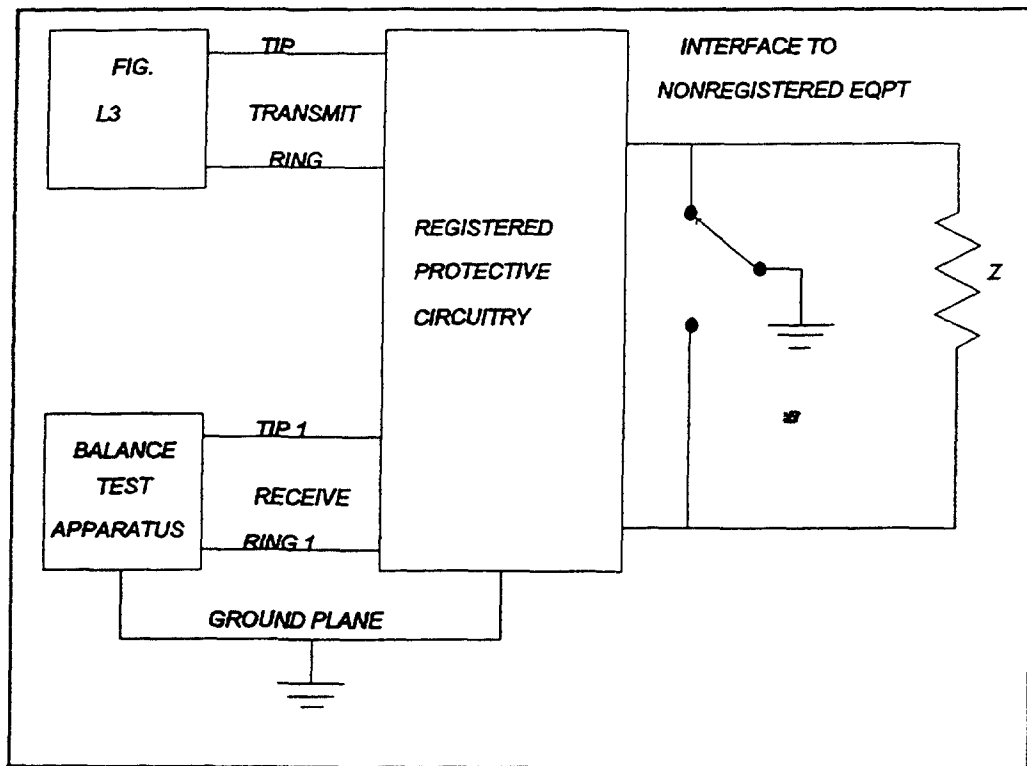 FIG.
L3
TIP
TRANSMIT
RING
REGISTERED
PROTECTIVE
CIRCUITRY
INTERFACE TO
NONREGISTERED EQPT
Z
BALANCE
TEST
APPARATUS
TIP 1
RECEIVE
RING 1
GROUND PLANE